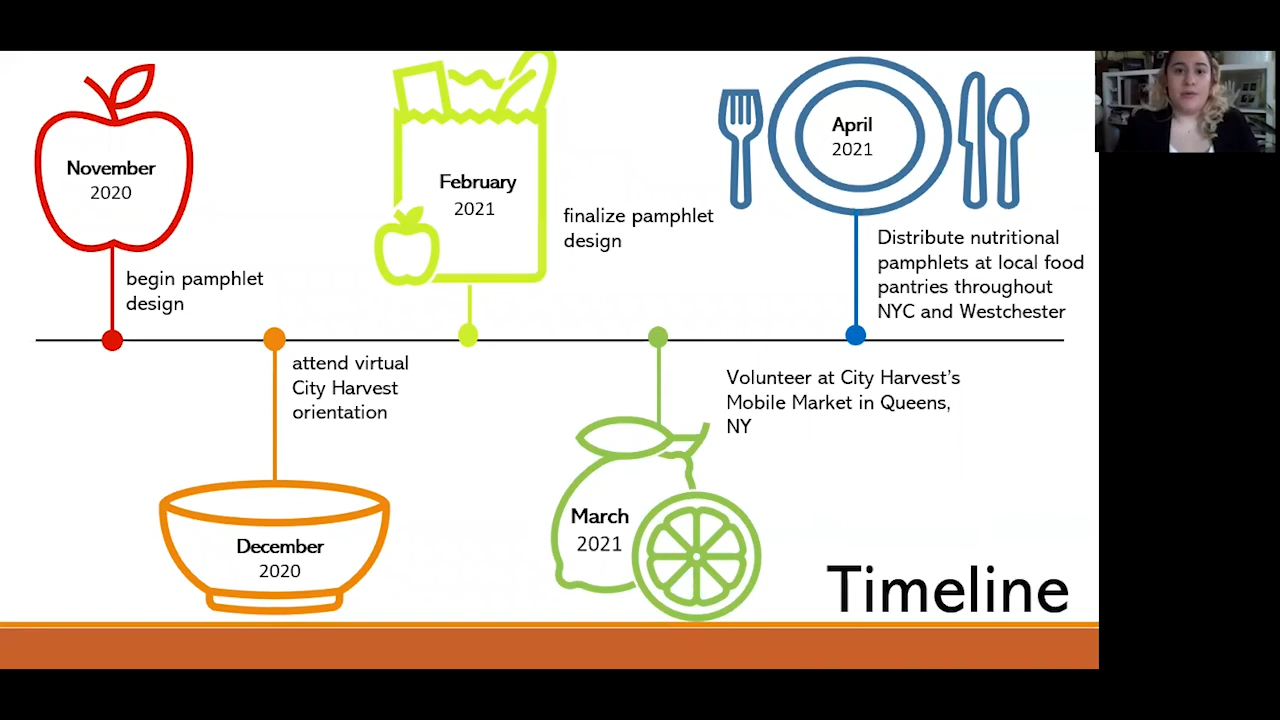 November
2020
begin pamphlet
design
attend virtual
City Harvest
orientation
December
2020
February
2021
finalize pamphlet
design
Volunteer at City Harvest's
Mobile Market in Queens,
NY
March
2021
April
2021
Distribute nutritional
pamphlets at local food
pantries throughout
NYC and Westchester
Timeline